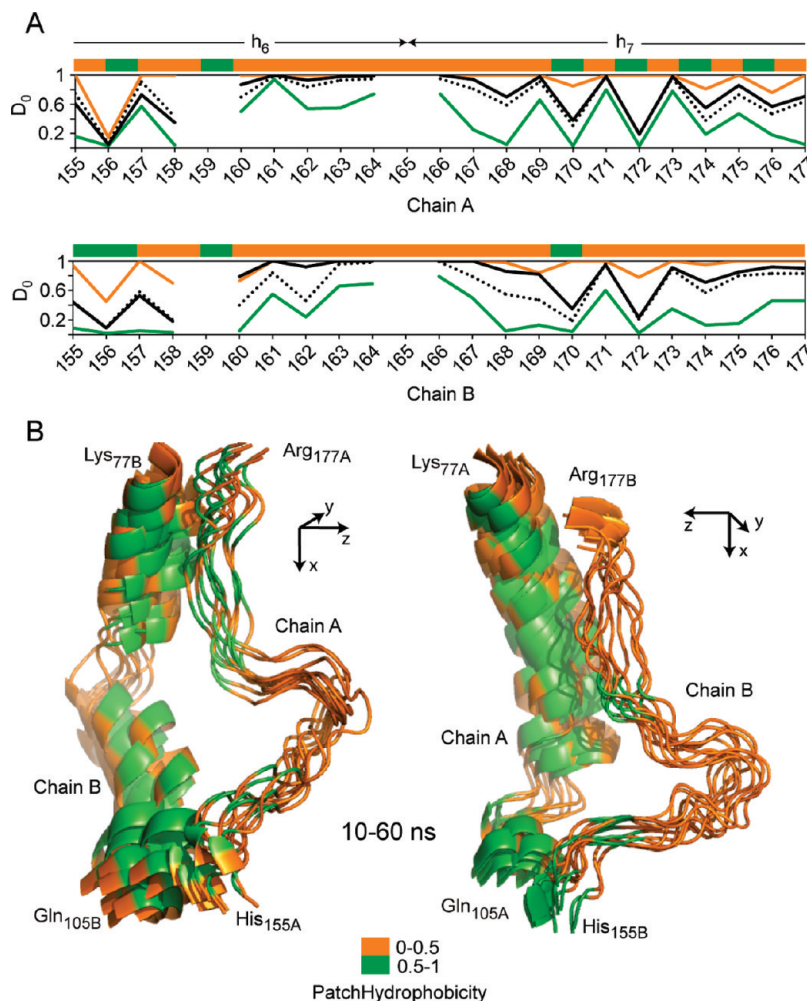 A
h6 h7
1
D0
0.6
0.2
155 156 157 158 159 160 161 162 163 164 165 166 167 168 169 170 171 172 173 174 175 176 177
Chain A
1
D0
0.6
0.2
155 156 157 158 159 160 161 162 163 164 165 166 167 168 169 170 171 172 173 174 175 176 177
Chain B
B
Lys77B Arg177A Lys77A Arg177B
y z x z y x
Chain A
Chain B
Chain A
Chain B
10-60 ns
Gln105B His155A Gln105A His155B
0-0.5
0.5-1
PatchHydrophobicity